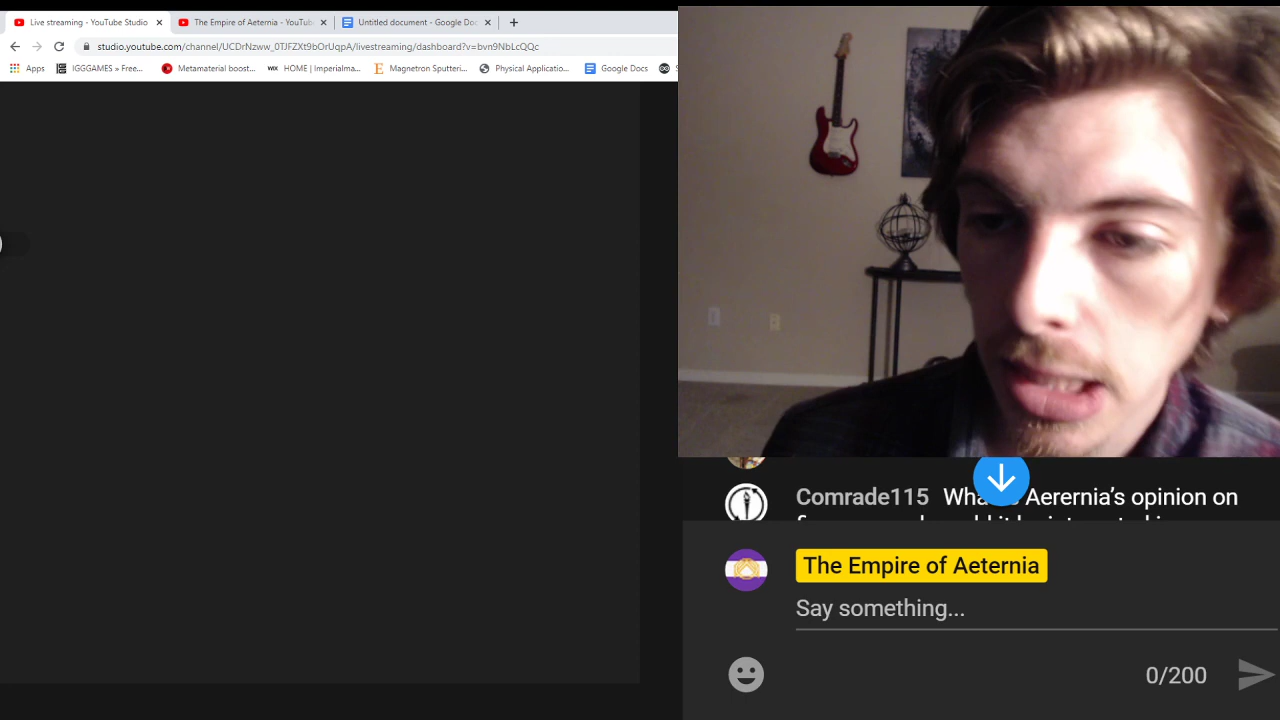 Live streaming - YouTube Studio
The Empire of Aeternia - YouTub
Untitled document - Google Doc
studio.youtube.com/channel/UCDrNzww_0TJFZXt9bOrUqpA/livestreaming/dashboard?v=bvn9NbLcQQc
Apps
IGGGAMES » Free...
Metamaterial boost...
WIX HOME | Imperialma...
Magnetron Sputteri...
Physical Applicatio...
Google Docs
Comrade115 Aerernia's opinion on
The Empire of Aeternia
Say something...
0/200